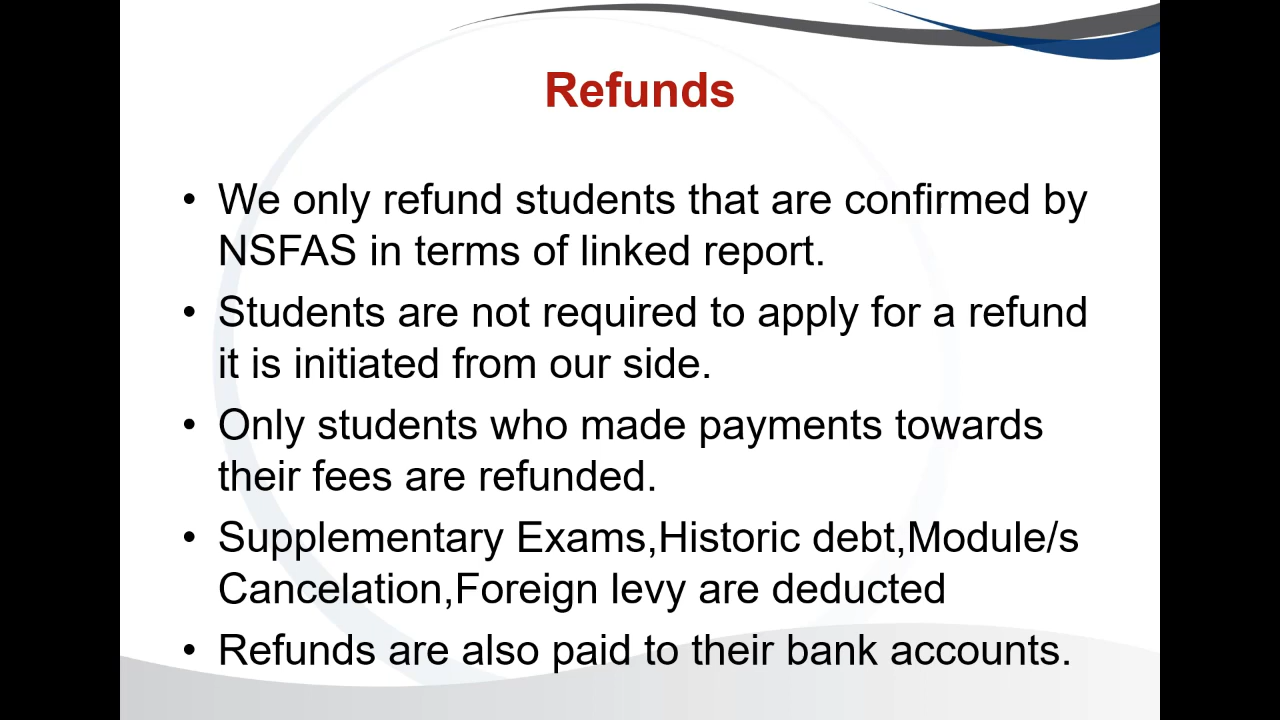 Refunds
• We only refund students that are confirmed by
NSFAS in terms of linked report.
• Students are not required to apply for a refund
it is initiated from our side.
• Only students who made payments towards
their fees are refunded.
• Supplementary Exams,Historic debt,Module/s
Cancelation,Foreign levy are deducted
• Refunds are also paid to their bank accounts.